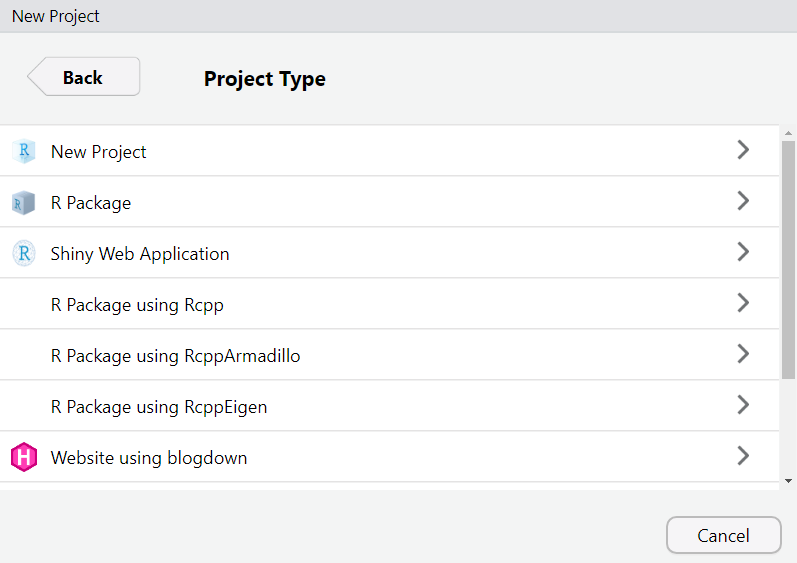 New Project
Back
Project Type
R New Project
R R Package
R Shiny Web Application
R Package using Rcpp
R Package using RcppArmadillo
R Package using RcppEigen
H Website using blogdown
Cancel